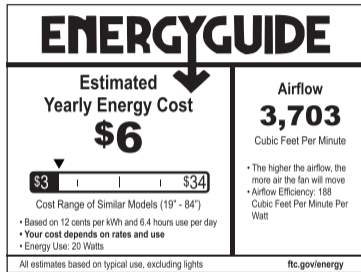 ENERGYGUIDE
Estimated
Yearly Energy Cost
$6
$3
$34
Cost Range of Similar Models (19" - 84")
• Based on 12 cents per kWh and 6.4 hours use per day
• Your cost depends on rates and use
• Energy Use: 20 Watts
Airflow
3,703
Cubic Feet Per Minute
• The higher the airflow, the
more air the fan will move
• Airflow Efficiency: 188
Cubic Feet Per Minute Per
Watt
All estimates based on typical use, excluding lights
ftc.gov/energy